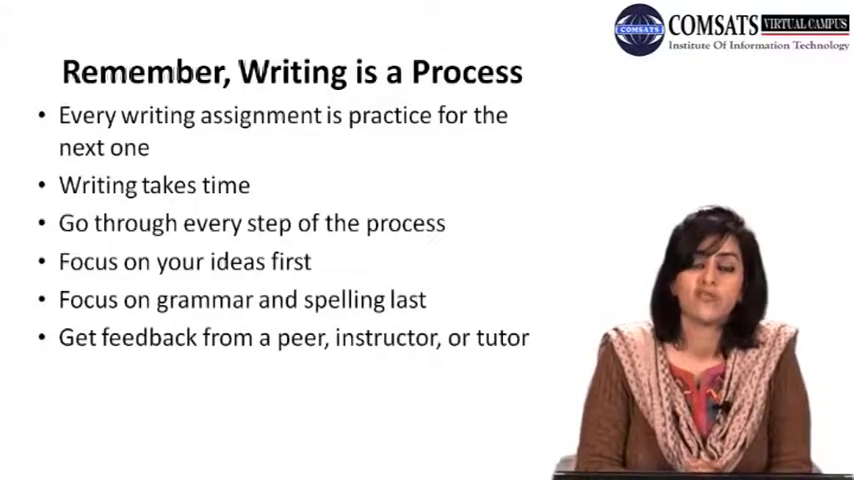 COMSATS
COMSATS VIRTUAL CAMPUS
Institute Of Information Technology
Remember, Writing is a Process
• Every writing assignment is practice for the
next one
• Writing takes time
• Go through every step of the process
• Focus on your ideas first
• Focus on grammar and spelling last
• Get feedback from a peer, instructor, or tutor